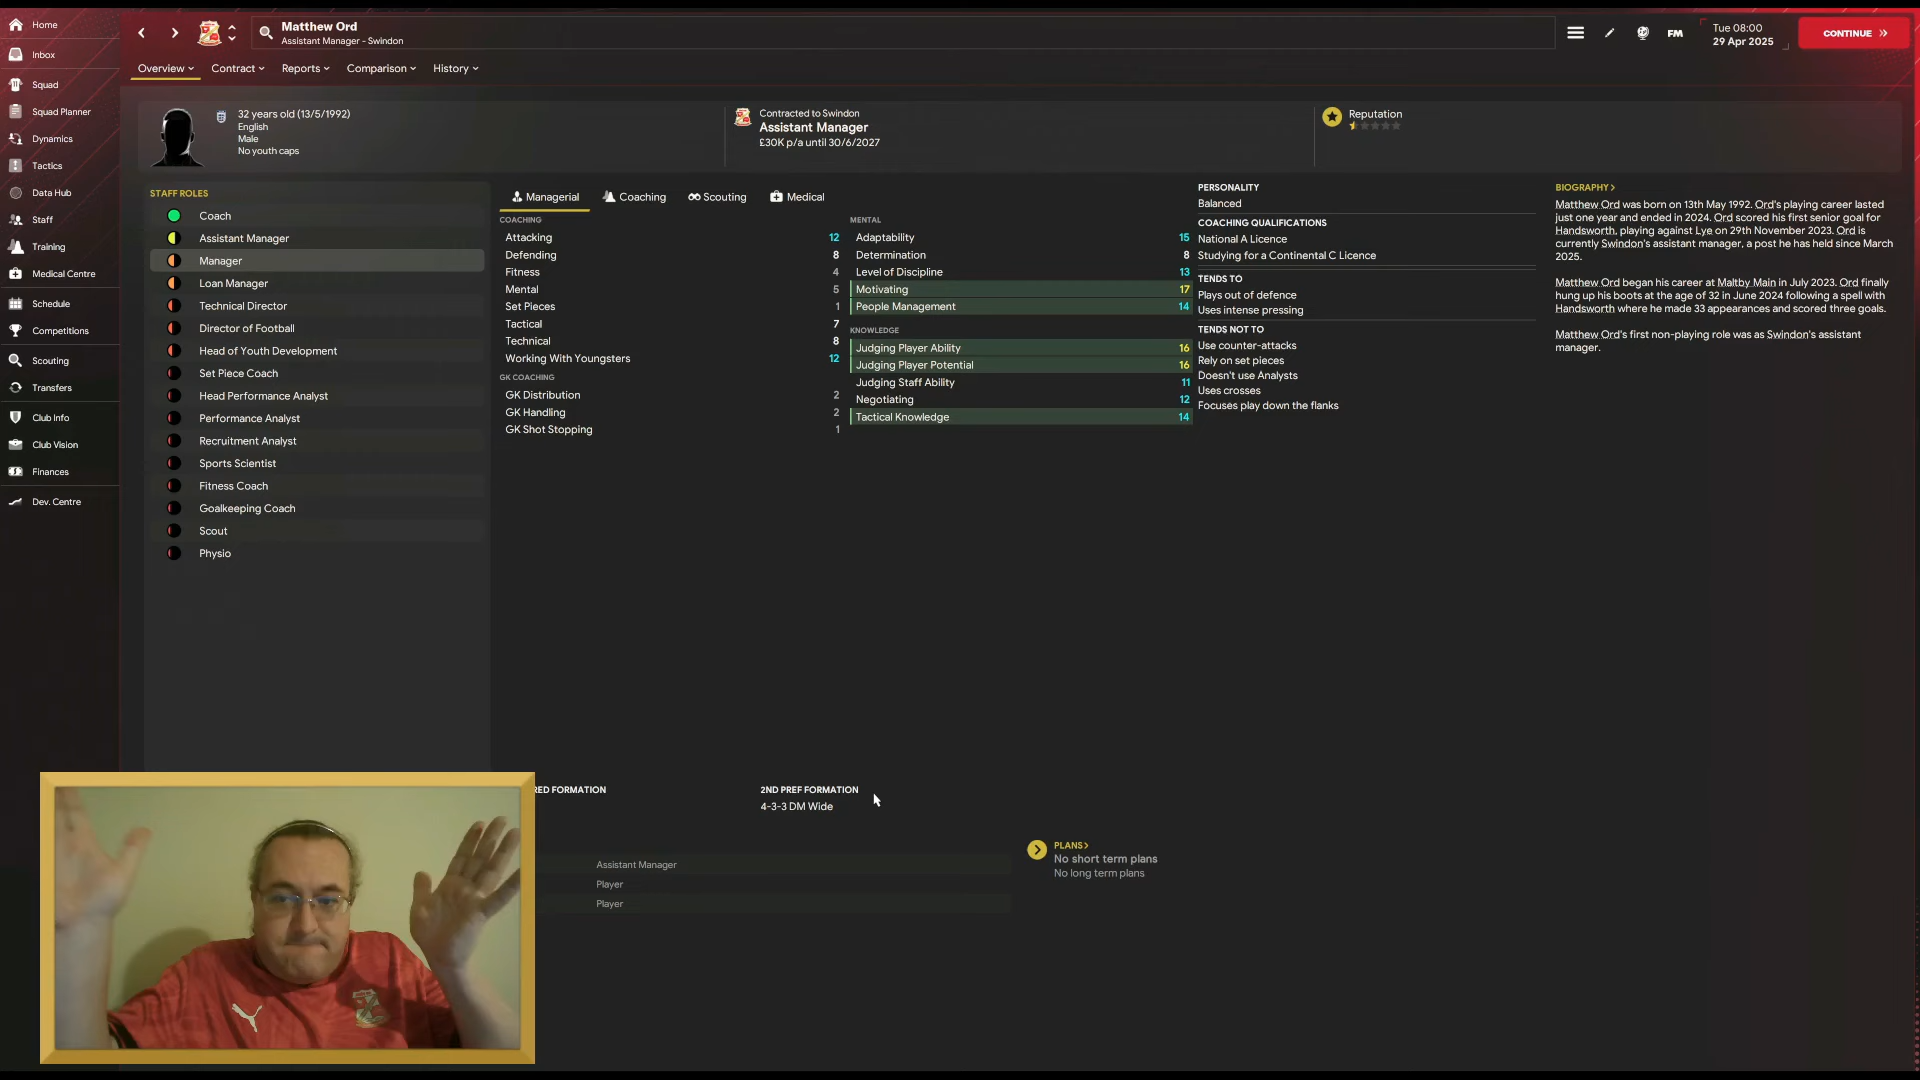 Home
Inbox
Squad
Squad Planner
Dynamics
Tactics
Data Hub
Staff
Training
Medical Centre
Schedule
Competitions
Scouting
Transfers
Club Info
Club Vision
Finances
Dev. Centre
Matthew Ord
Assistant Manager - Swindon
FM
Tue 08:00
29 Apr 2025
CONTINUE
Overview
Contract
Reports
Comparison
History
32 years old (13/5/1992)
English
Male
No youth caps
Contracted to Swindon
Assistant Manager
£30K p/a until 30/6/2027
Reputation
STAFF ROLES
Coach
Assistant Manager
Manager
Loan Manager
Technical Director
Director of Football
Head of Youth Development
Set Piece Coach
Head Performance Analyst
Performance Analyst
Recruitment Analyst
Sports Scientist
Fitness Coach
Goalkeeping Coach
Scout
Physio
Managerial
Coaching
Scouting
Medical
COACHING
Attacking 12
Defending 8
Fitness 4
Mental 5
Set Pieces 1
Tactical 7
Technical 8
Working With Youngsters 12
GK COACHING
GK Distribution 2
GK Handling 2
GK Shot Stopping 1
MENTAL
Adaptability 15
Determination 8
Level of Discipline 13
Motivating 17
People Management 14
KNOWLEDGE
Judging Player Ability 16
Judging Player Potential 16
Judging Staff Ability 11
Negotiating 12
Tactical Knowledge 14
PERSONALITY
Balanced
COACHING QUALIFICATIONS
National A Licence
Studying for a Continental C Licence
TENDS TO
Plays out of defence
Uses intense pressing
TENDS NOT TO
Use counter-attacks
Rely on set pieces
Doesn't use Analysts
Uses crosses
Focuses play down the flanks
BIOGRAPHY >
Matthew Ord was born on 13th May 1992. Ord's playing career lasted
just one year and ended in 2024. Ord scored his first senior goal for
Handsworth, playing against Lye on 29th November 2023. Ord is
currently Swindon's assistant manager, a post he has held since March
2025.
Matthew Ord began his career at Maltby Main in July 2023. Ord finally
hung up his boots at the age of 32 in June 2024 following a spell with
Handsworth where he made 33 appearances and scored three goals.
Matthew Ord's first non-playing role was as Swindon's assistant
manager.
RED FORMATION
2ND PREF FORMATION
4-3-3 DM Wide
Assistant Manager
Player
Player
PLANS >
No short term plans
No long term plans